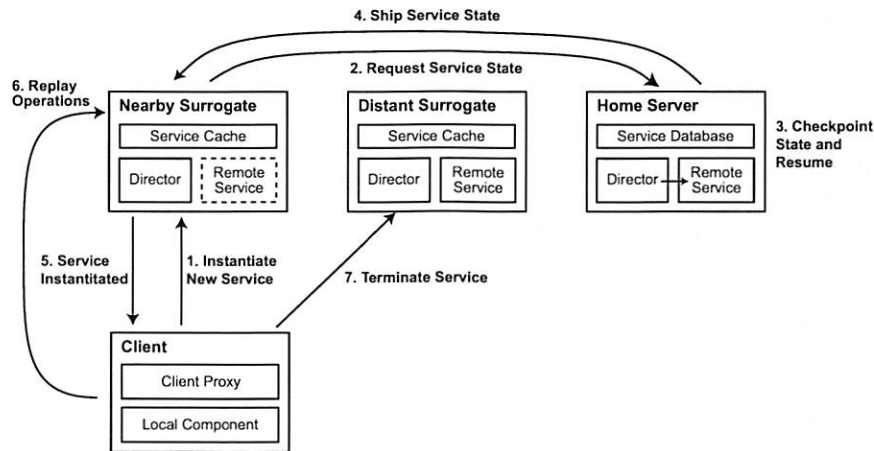 4. Ship Service State
2. Request Service State
6. Replay
Operations
Nearby Surrogate
Service Cache
Director
Remote
Service
Distant Surrogate
Service Cache
Director
Remote
Service
Home Server
Service Database
Director
Remote
Service
3. Checkpoint
State and
Resume
5. Service
Instantitated
1. Instantiate
New Service
7. Terminate Service
Client
Client Proxy
Local Component